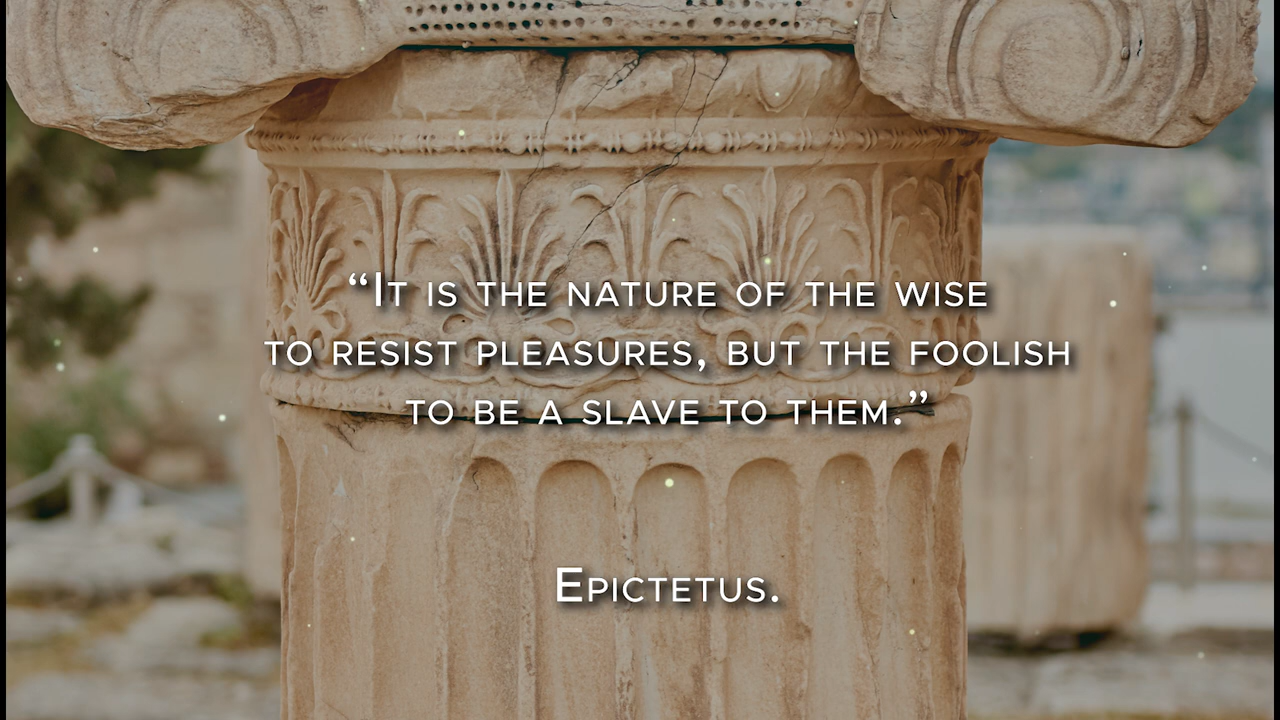 “It is the nature of the wise
to resist pleasures, but the foolish
to be a slave to them.”
Epictetus.